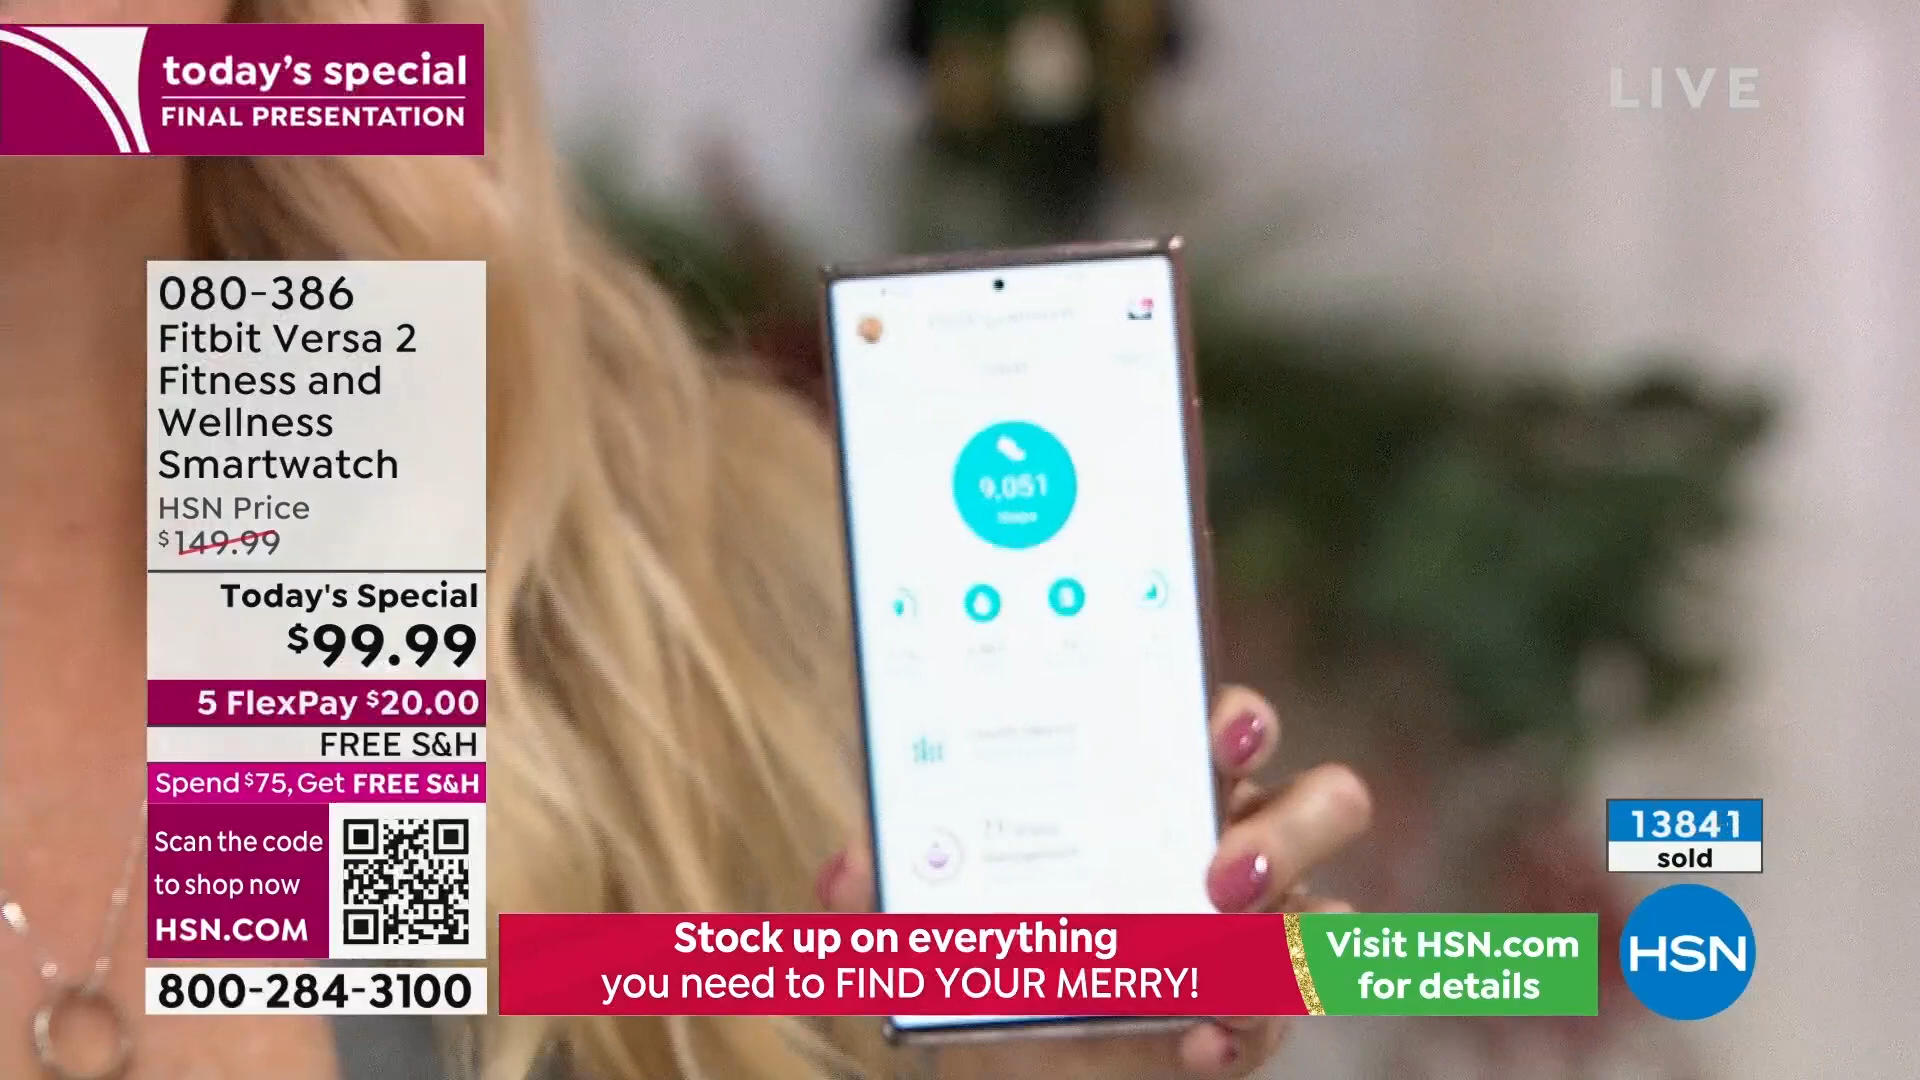 today's special
FINAL PRESENTATION
LIVE
080-386
Fitbit Versa 2
Fitness and
Wellness
Smartwatch
HSN Price
$149.99
Today's Special
$99.99
5 FlexPay $20.00
FREE S&H
Spend $75, Get FREE S&H
Scan the code
to shop now
HSN.COM
800-284-3100
9,051
Stock up on everything
you need to FIND YOUR MERRY!
Visit HSN.com
for details
13841
sold
HSN